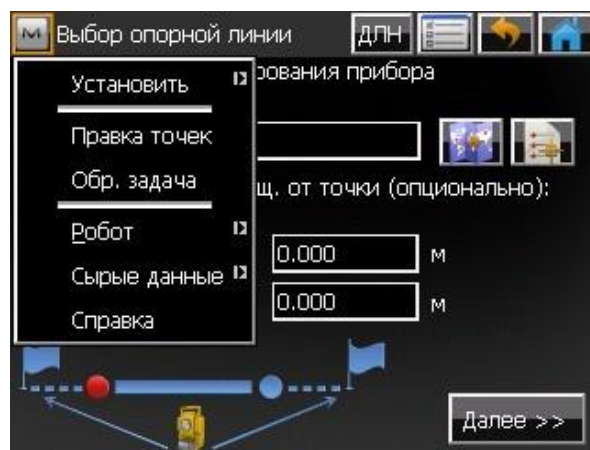 Выбор опорной линии ДЛН
Установить
рования прибора
Правка точек
Обр. задача
щ. от точки (опционально):
Робот
0.000 м
Сырые данные
0.000 м
Справка
Далее >>